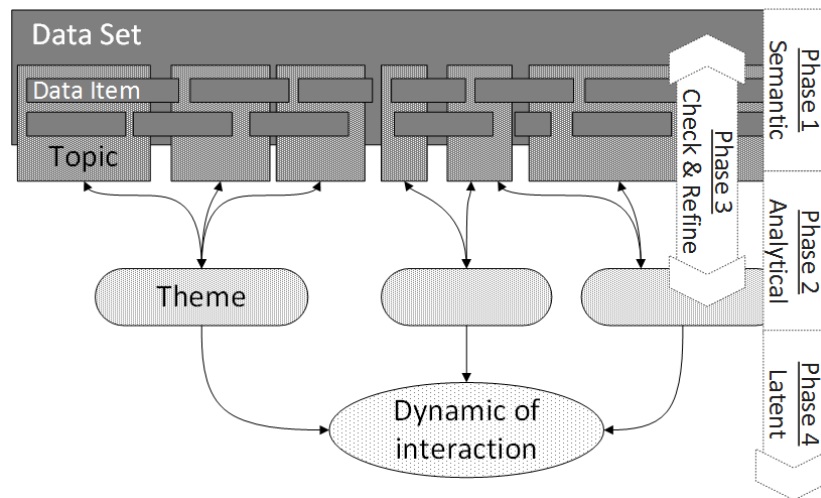 Data Set
Data Item
Topic
Theme
Dynamic of
interaction
Phase 1
Semantic
Phase 3
Check & Refine
Phase 2
Analytical
Phase 4
Latent